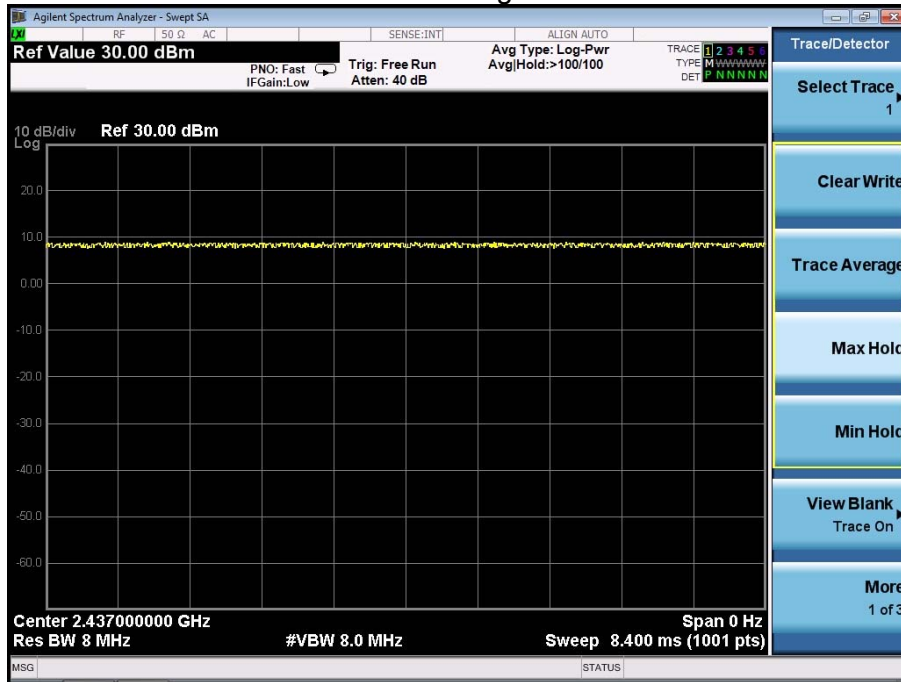 Agilent Spectrum Analyzer - Swept SA
LXI RF 50 Ω AC SENSE:INT ALIGN AUTO
Ref Value 30.00 dBm
PNO: Fast
IFGain:Low
Trig: Free Run
Atten: 40 dB
Avg Type: Log-Pwr
Avg|Hold:>100/100
TRACE 1 2 3 4 5 6
TYPE M WWWWW
DET P N N N N N
Trace/Detector
Select Trace
1
Clear Write
Trace Average
Max Hold
Min Hold
View Blank
Trace On
More
1 of 3
10 dB/div Ref 30.00 dBm
Log
20.0
10.0
0.00
-10.0
-20.0
-30.0
-40.0
-50.0
-60.0
Center 2.437000000 GHz Span 0 Hz
Res BW 8 MHz #VBW 8.0 MHz Sweep 8.400 ms (1001 pts)
MSG STATUS